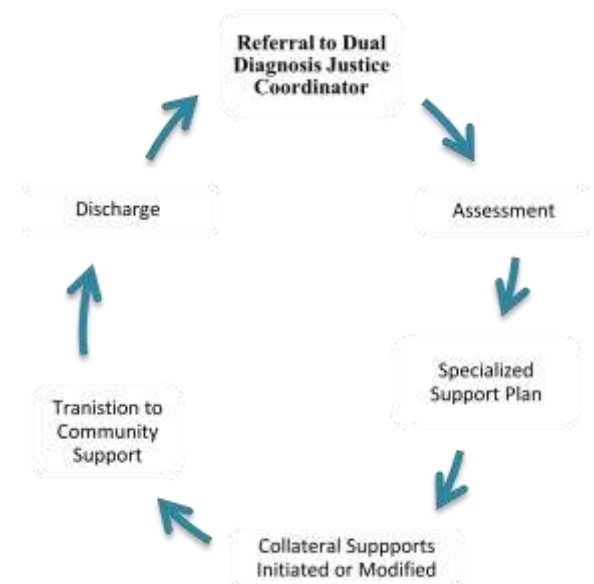 Referral to Dual
Diagnosis Justice
Coordinator
Assessment
Specialized
Support Plan
Collateral Suppports
Initiated or Modified
Tranistion to
Community
Support
Discharge